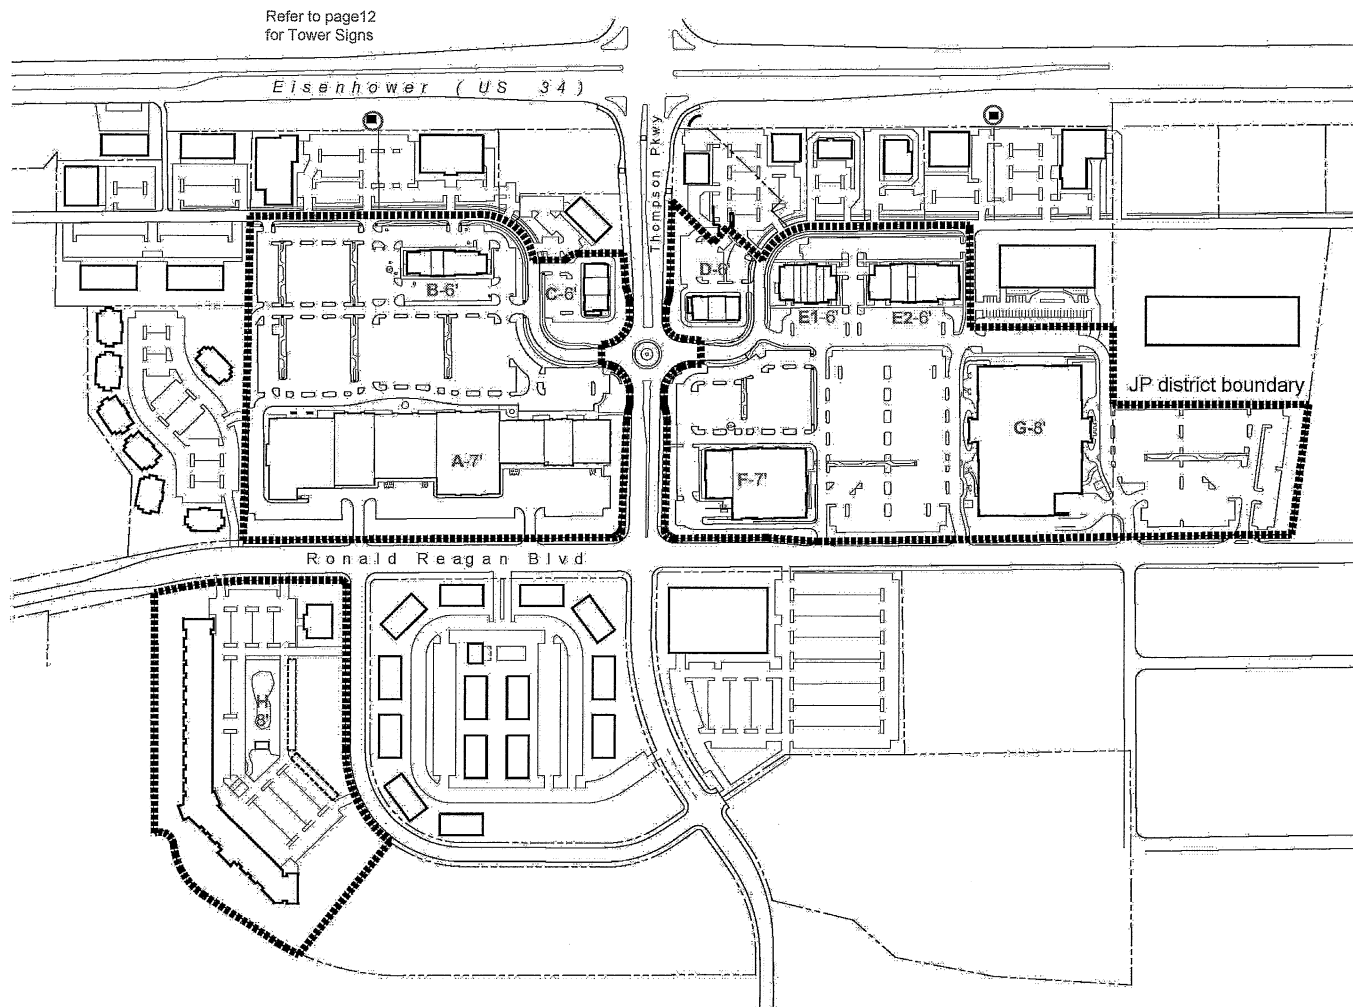 Refer to page12
for Tower Signs
Eisenhower ( US 34)
Thompson Pkwy
D-6'
B-6'
C-6'
E1-6'
E2-6'
JP district boundary
G-8'
A-7'
F-7'
Ronald Reagan Blvd
H
8'